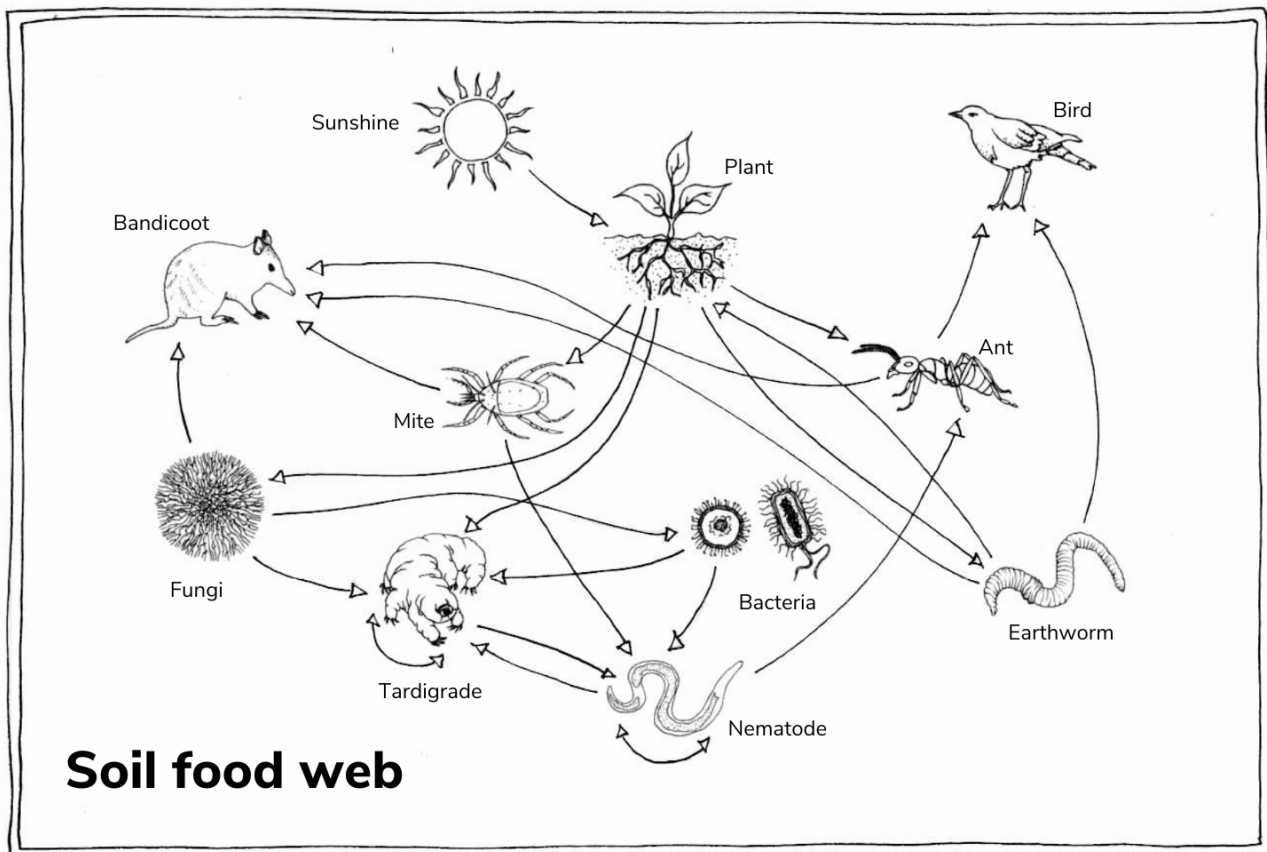 Sunshine
Bird
Plant
Bandicoot
Ant
Mite
Fungi
Bacteria
Earthworm
Tardigrade
Nematode
Soil food web